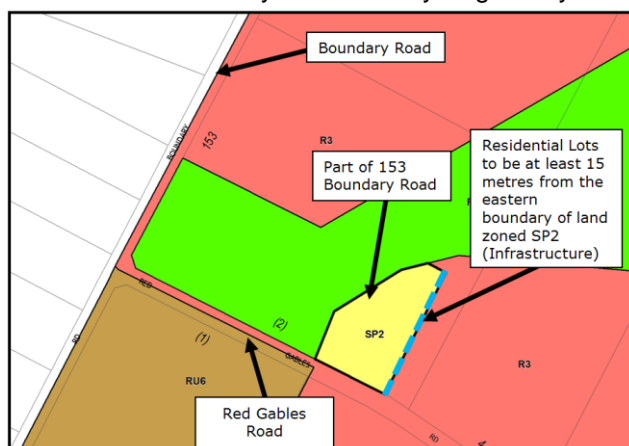 Boundary Road
BOUNDARY
153
R3
Part of 153
Boundary Road
Residential Lots
to be at least 15
metres from the
eastern
boundary of land
zoned SP2
(Infrastructure)
RED
(2)
SP2
(1)
GABLES
R3
RD
RU6
Red Gables
Road
RD